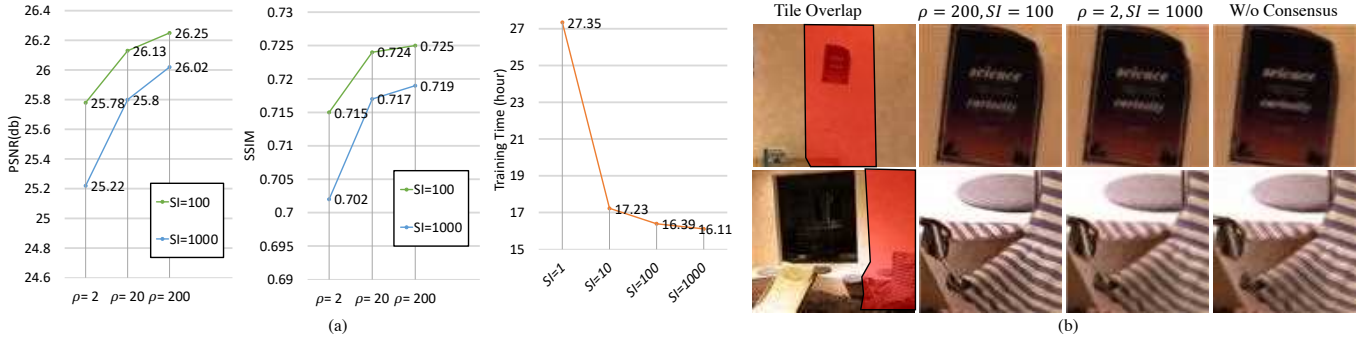 26.4
26.2
26
25.8
25.6
25.4
25.2
25
24.8
24.6
PSNR(db)
26.25
26.13
26.02
25.78
25.8
25.22
SI=100
SI=1000
ρ= 2
ρ= 20
ρ= 200
0.73
0.725
0.72
0.715
0.71
0.705
0.7
0.695
0.69
SSIM
0.724
0.725
0.715
0.717
0.719
0.702
SI=100
SI=1000
ρ= 2
ρ= 20
ρ= 200
27
25
23
21
19
17
15
Training Time (hour)
27.35
17.23
16.39
16.11
SI=1
SI=10
SI=100
SI=1000
(a)
Tile Overlap
ρ = 200, SI = 100
ρ = 2, SI = 1000
W/o Consensus
science
curiosity
science
curiosity
science
curiosity
(b)